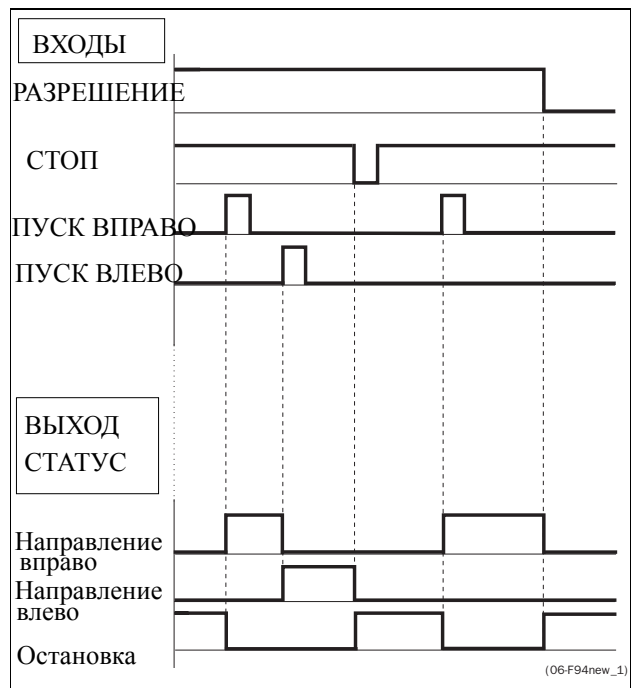 ВХОДЫ
РАЗРЕШЕНИЕ
СТОП
ПУСК ВПРАВО
ПУСК ВЛЕВО
ВЫХОД
СТАТУС
Направление
вправо
Направление
влево
Остановка
(06-F94new_1)